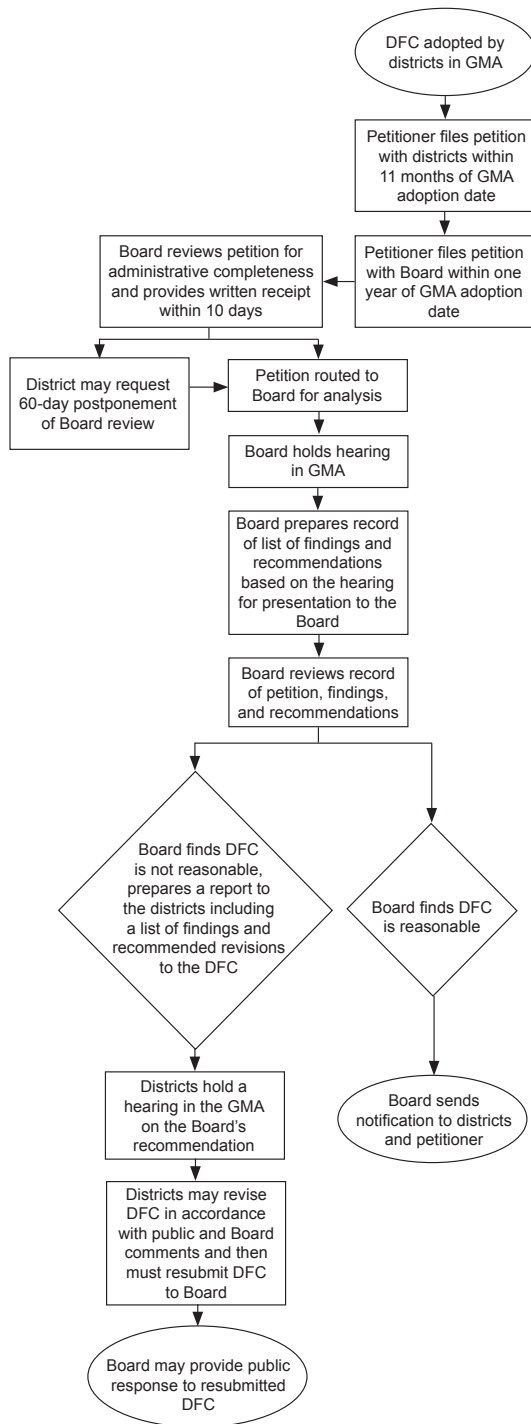 DFC adopted by
districts in GMA
Petitioner files petition
with districts within
11 months of GMA
adoption date
Petitioner files petition
with Board within one
year of GMA adoption
date
Board reviews petition for
administrative completeness
and provides written receipt
within 10 days
District may request
60-day postponement
of Board review
Petition routed to
Board for analysis
Board holds hearing
in GMA
Board prepares record
of list of findings and
recommendations
based on the hearing
for presentation to the
Board
Board reviews record
of petition, findings,
and recommendations
Board finds DFC
is not reasonable,
prepares a report to
the districts including
a list of findings and
recommended revisions
to the DFC
Board finds DFC
is reasonable
Districts hold a
hearing in the GMA
on the Board's
recommendation
Board sends
notification to districts
and petitioner
Districts may revise
DFC in accordance
with public and Board
comments and then
must resubmit DFC
to Board
Board may provide public
response to resubmitted
DFC